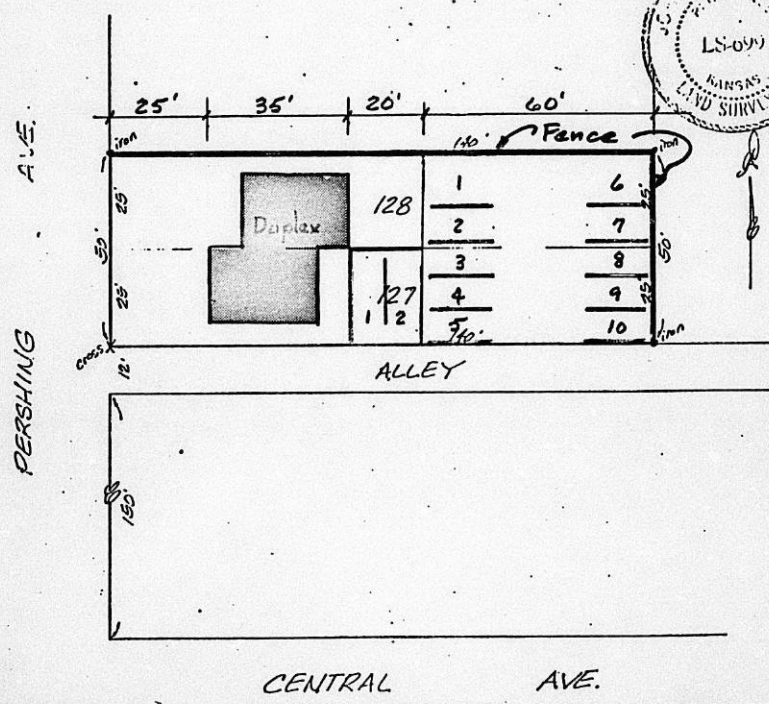 LS-699
KANSAS
LAND SURVEY
25' 35' 20' 60'
iron 140' Fence iron
PERSHING AVE.
25'
50'
25'
Duplex
128
127
1 2
1
2
3
4
5
140'
6
7
8
9
10
25'
50'
25'
iron
cross
12'
ALLEY
150'
CENTRAL AVE.